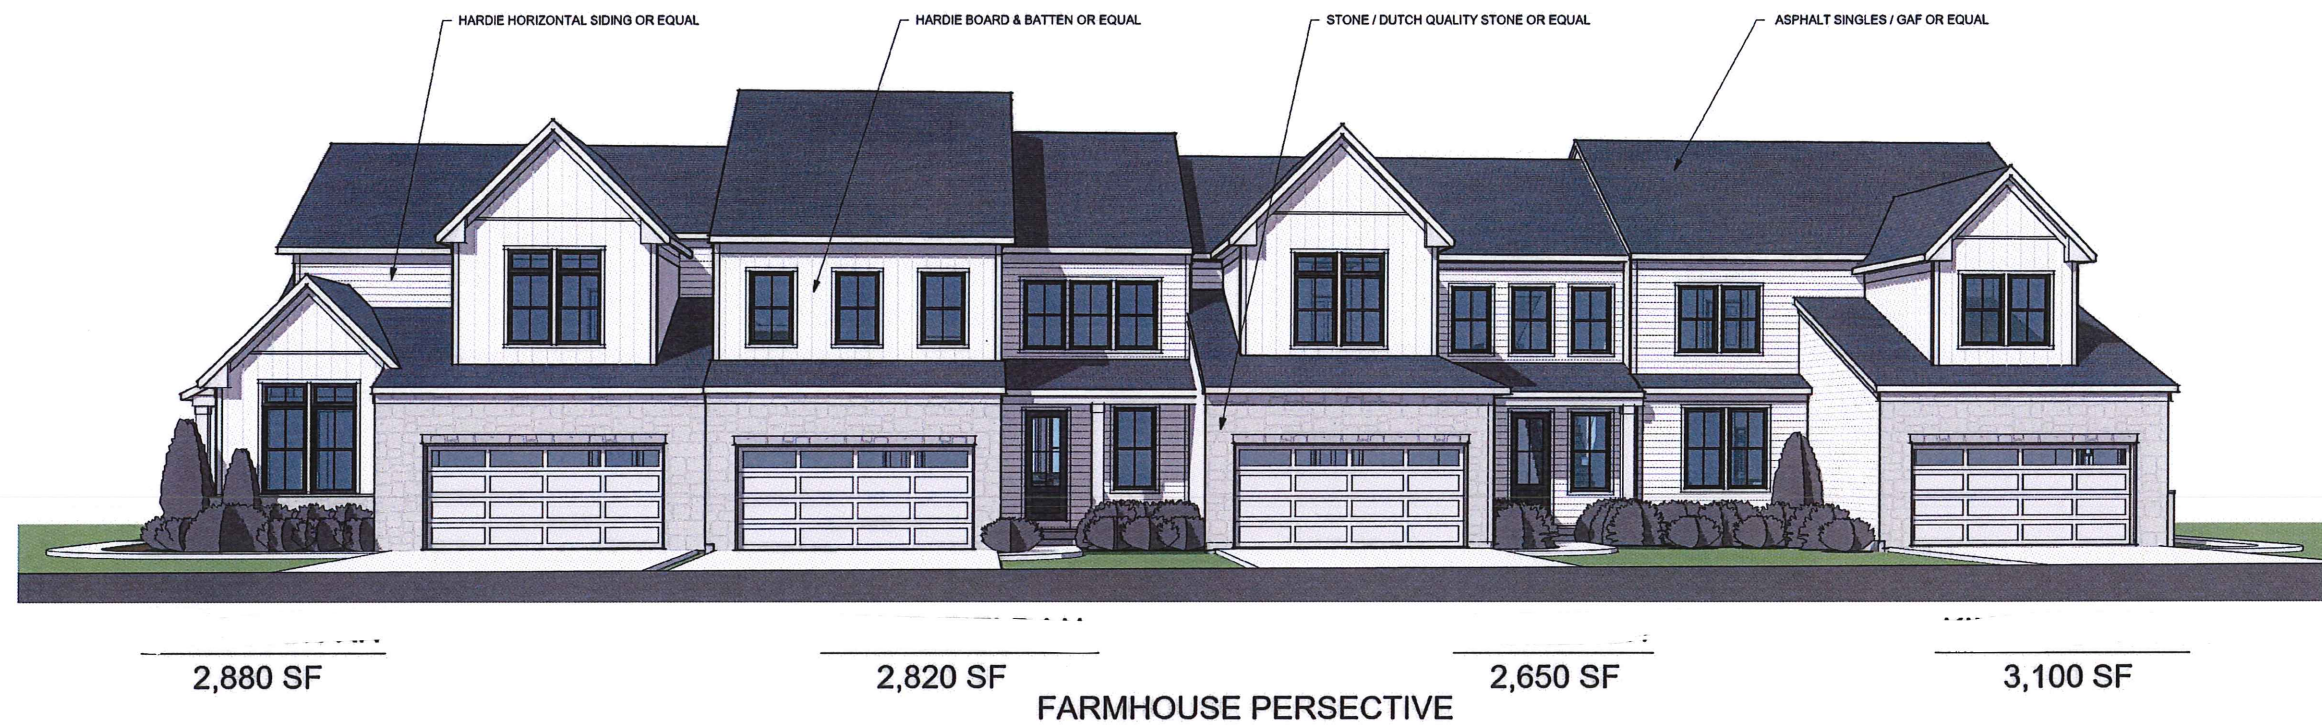 HARDIE HORIZONTAL SIDING OR EQUAL
HARDIE BOARD & BATTEN OR EQUAL
STONE / DUTCH QUALITY STONE OR EQUAL
ASPHALT SINGLES / GAF OR EQUAL
2,880 SF
2,820 SF
2,650 SF
3,100 SF
FARMHOUSE PERSECTIVE